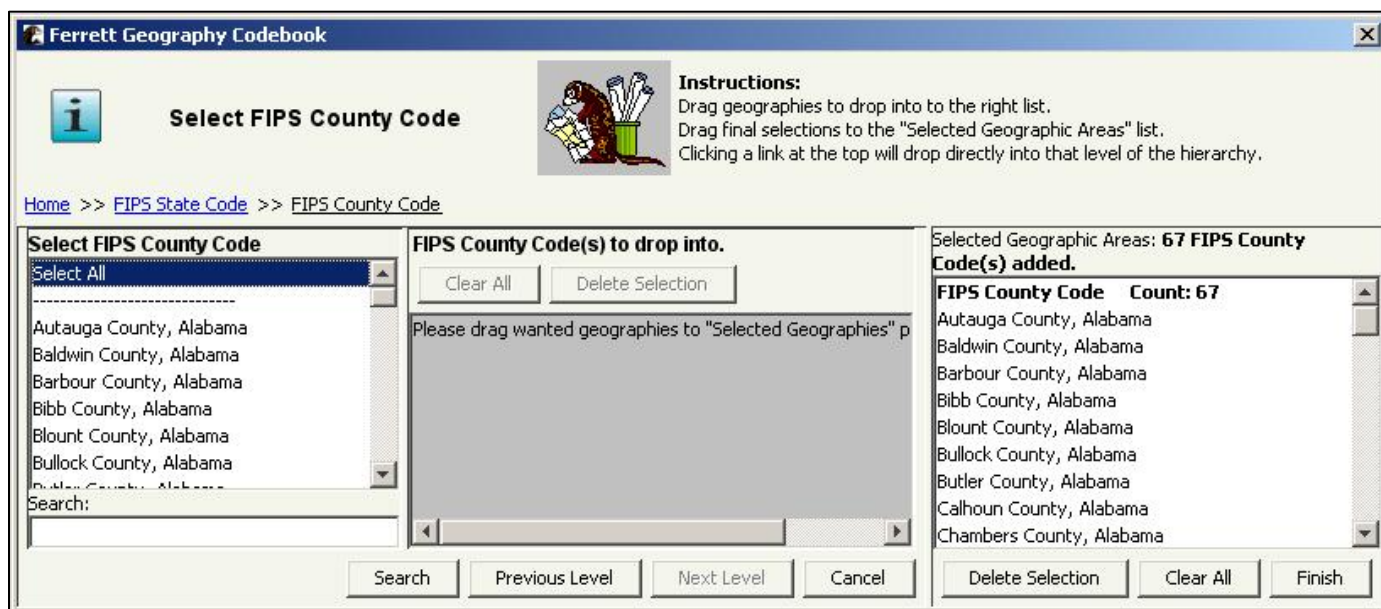 Ferrett Geography Codebook
Select FIPS County Code
Instructions:
Drag geographies to drop into to the right list.
Drag final selections to the "Selected Geographic Areas" list.
Clicking a link at the top will drop directly into that level of the hierarchy.
Home >> FIPS State Code >> FIPS County Code
Select FIPS County Code
Select All
------------------------------
Autauga County, Alabama
Baldwin County, Alabama
Barbour County, Alabama
Bibb County, Alabama
Blount County, Alabama
Bullock County, Alabama
Butler County, Alabama
Search:
FIPS County Code(s) to drop into.
Clear All Delete Selection
Please drag wanted geographies to "Selected Geographies" p
Search Previous Level Next Level Cancel
Selected Geographic Areas: 67 FIPS County
Code(s) added.
FIPS County Code Count: 67
Autauga County, Alabama
Baldwin County, Alabama
Barbour County, Alabama
Bibb County, Alabama
Blount County, Alabama
Bullock County, Alabama
Butler County, Alabama
Calhoun County, Alabama
Chambers County, Alabama
Delete Selection Clear All Finish